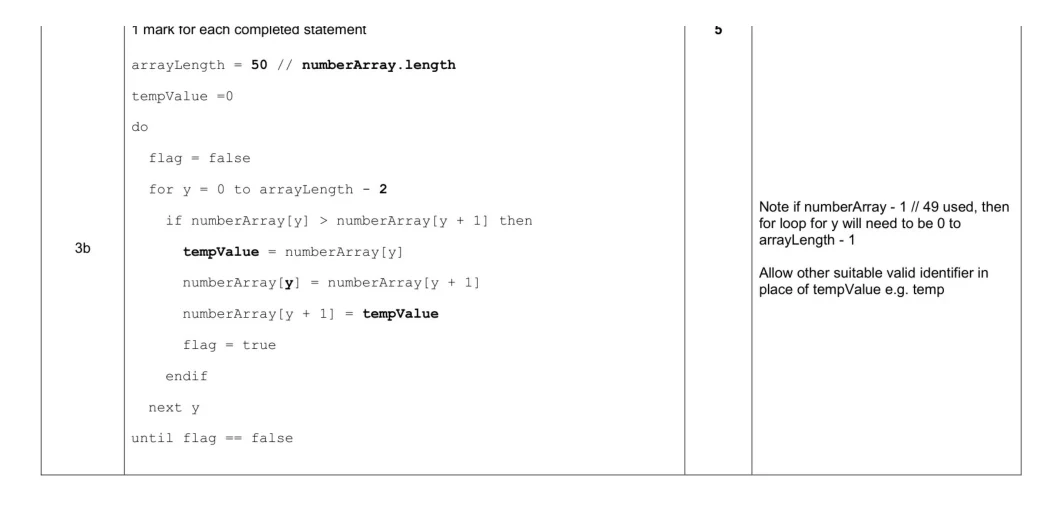 1 mark for each completed statement
5
arrayLength = 50 // numberArray.length
tempValue =0
do
flag = false
for y = 0 to arrayLength - 2
if numberArray[y] > numberArray[y + 1] then
3b
tempValue = numberArray[y]
numberArray[y] = numberArray[y + 1]
numberArray[y + 1] = tempValue
flag = true
endif
next y
until flag == false
Note if numberArray - 1 // 49 used, then
for loop for y will need to be 0 to
arrayLength - 1
Allow other suitable valid identifier in
place of tempValue e.g. temp